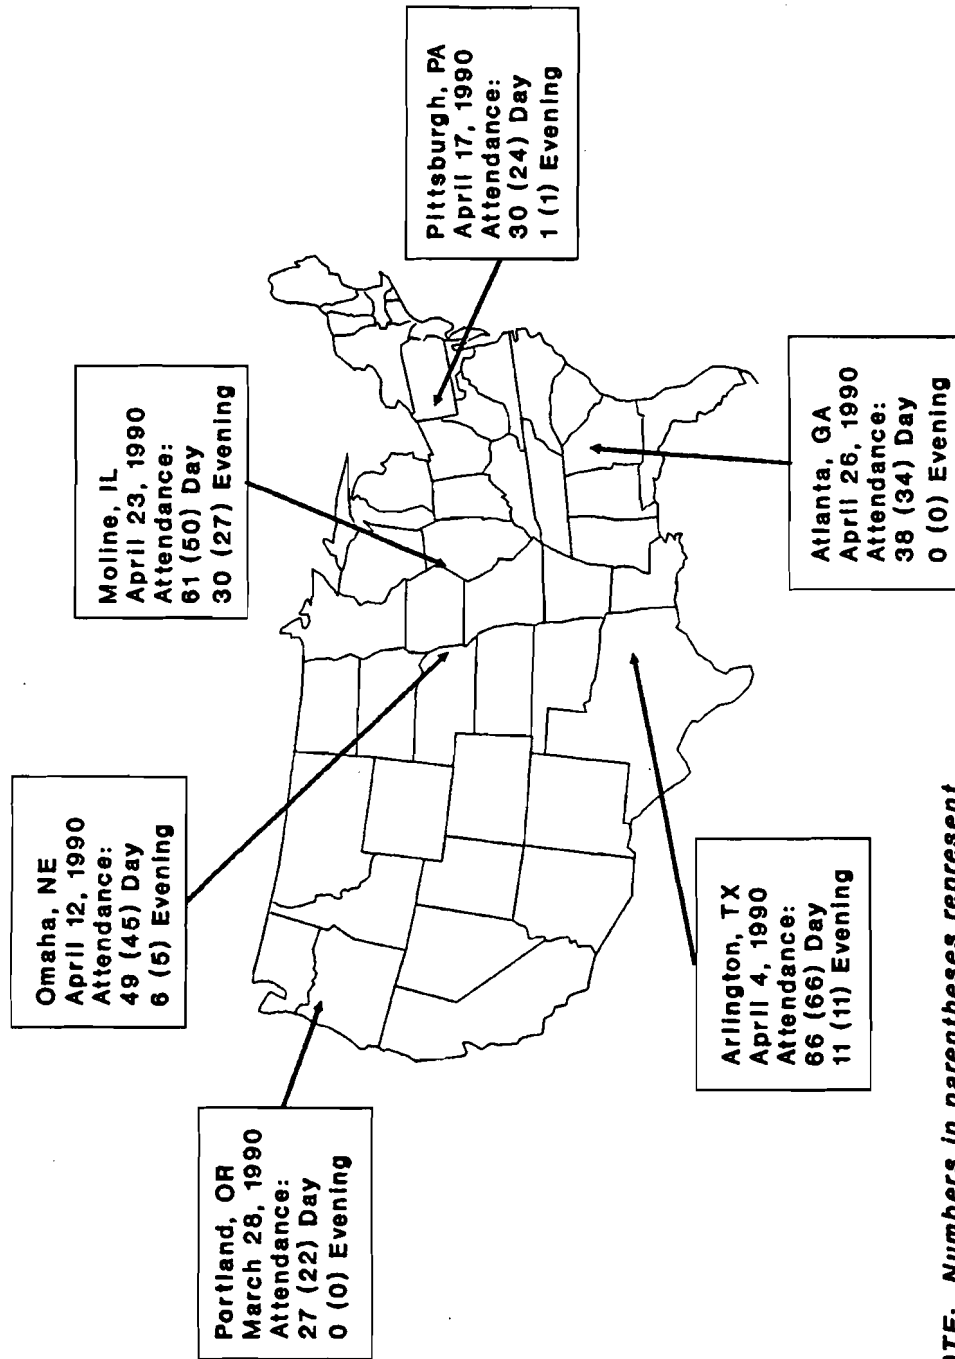 Portland, OR
March 28, 1990
Attendance:
27 (22) Day
0 (0) Evening
Omaha, NE
April 12, 1990
Attendance:
49 (45) Day
6 (5) Evening
Moline, IL
April 23, 1990
Attendance:
61 (50) Day
30 (27) Evening
Pittsburgh, PA
April 17, 1990
Attendance:
30 (24) Day
1 (1) Evening
Arlington, TX
April 4, 1990
Attendance:
66 (66) Day
11 (11) Evening
Atlanta, GA
April 26, 1990
Attendance:
38 (34) Day
0 (0) Evening
OTE: Numbers in parentheses represent